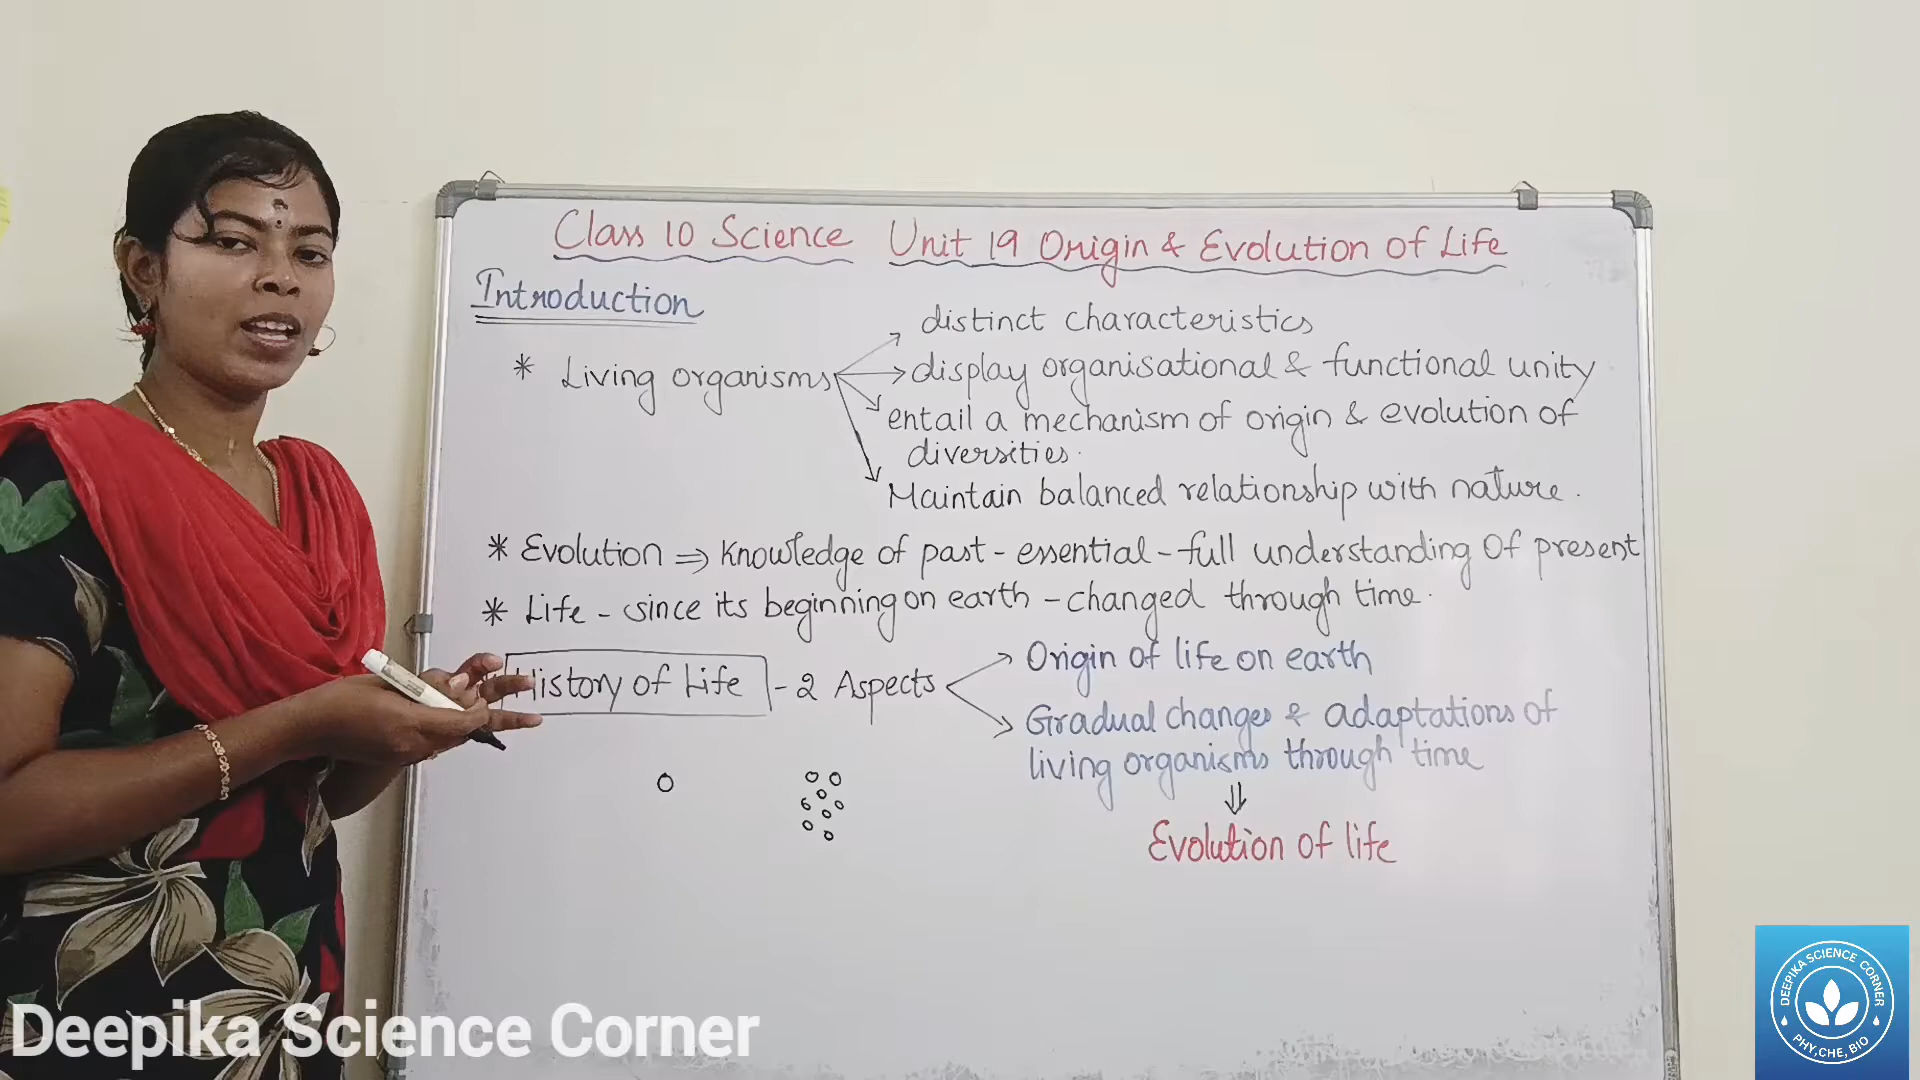 Class 10 Science Unit 19 Origin & Evolution of Life
Introduction
distinct characteristics
* Living organisms
display organisational & functional unity
entail a mechanism of origin & evolution of
diversities.
Maintain balanced relationship with nature.
* Evolution ⇒ Knowledge of past - essential - full understanding Of present
* Life - since its beginning on earth - changed through time.
History of Life - 2 Aspects
Origin of life on earth
Gradual changes & adaptations of
living organisms through time
⇓
Evolution of life
Deepika Science Corner
DEEPIKA SCIENCE CORNER
PHY,CHE,BIO